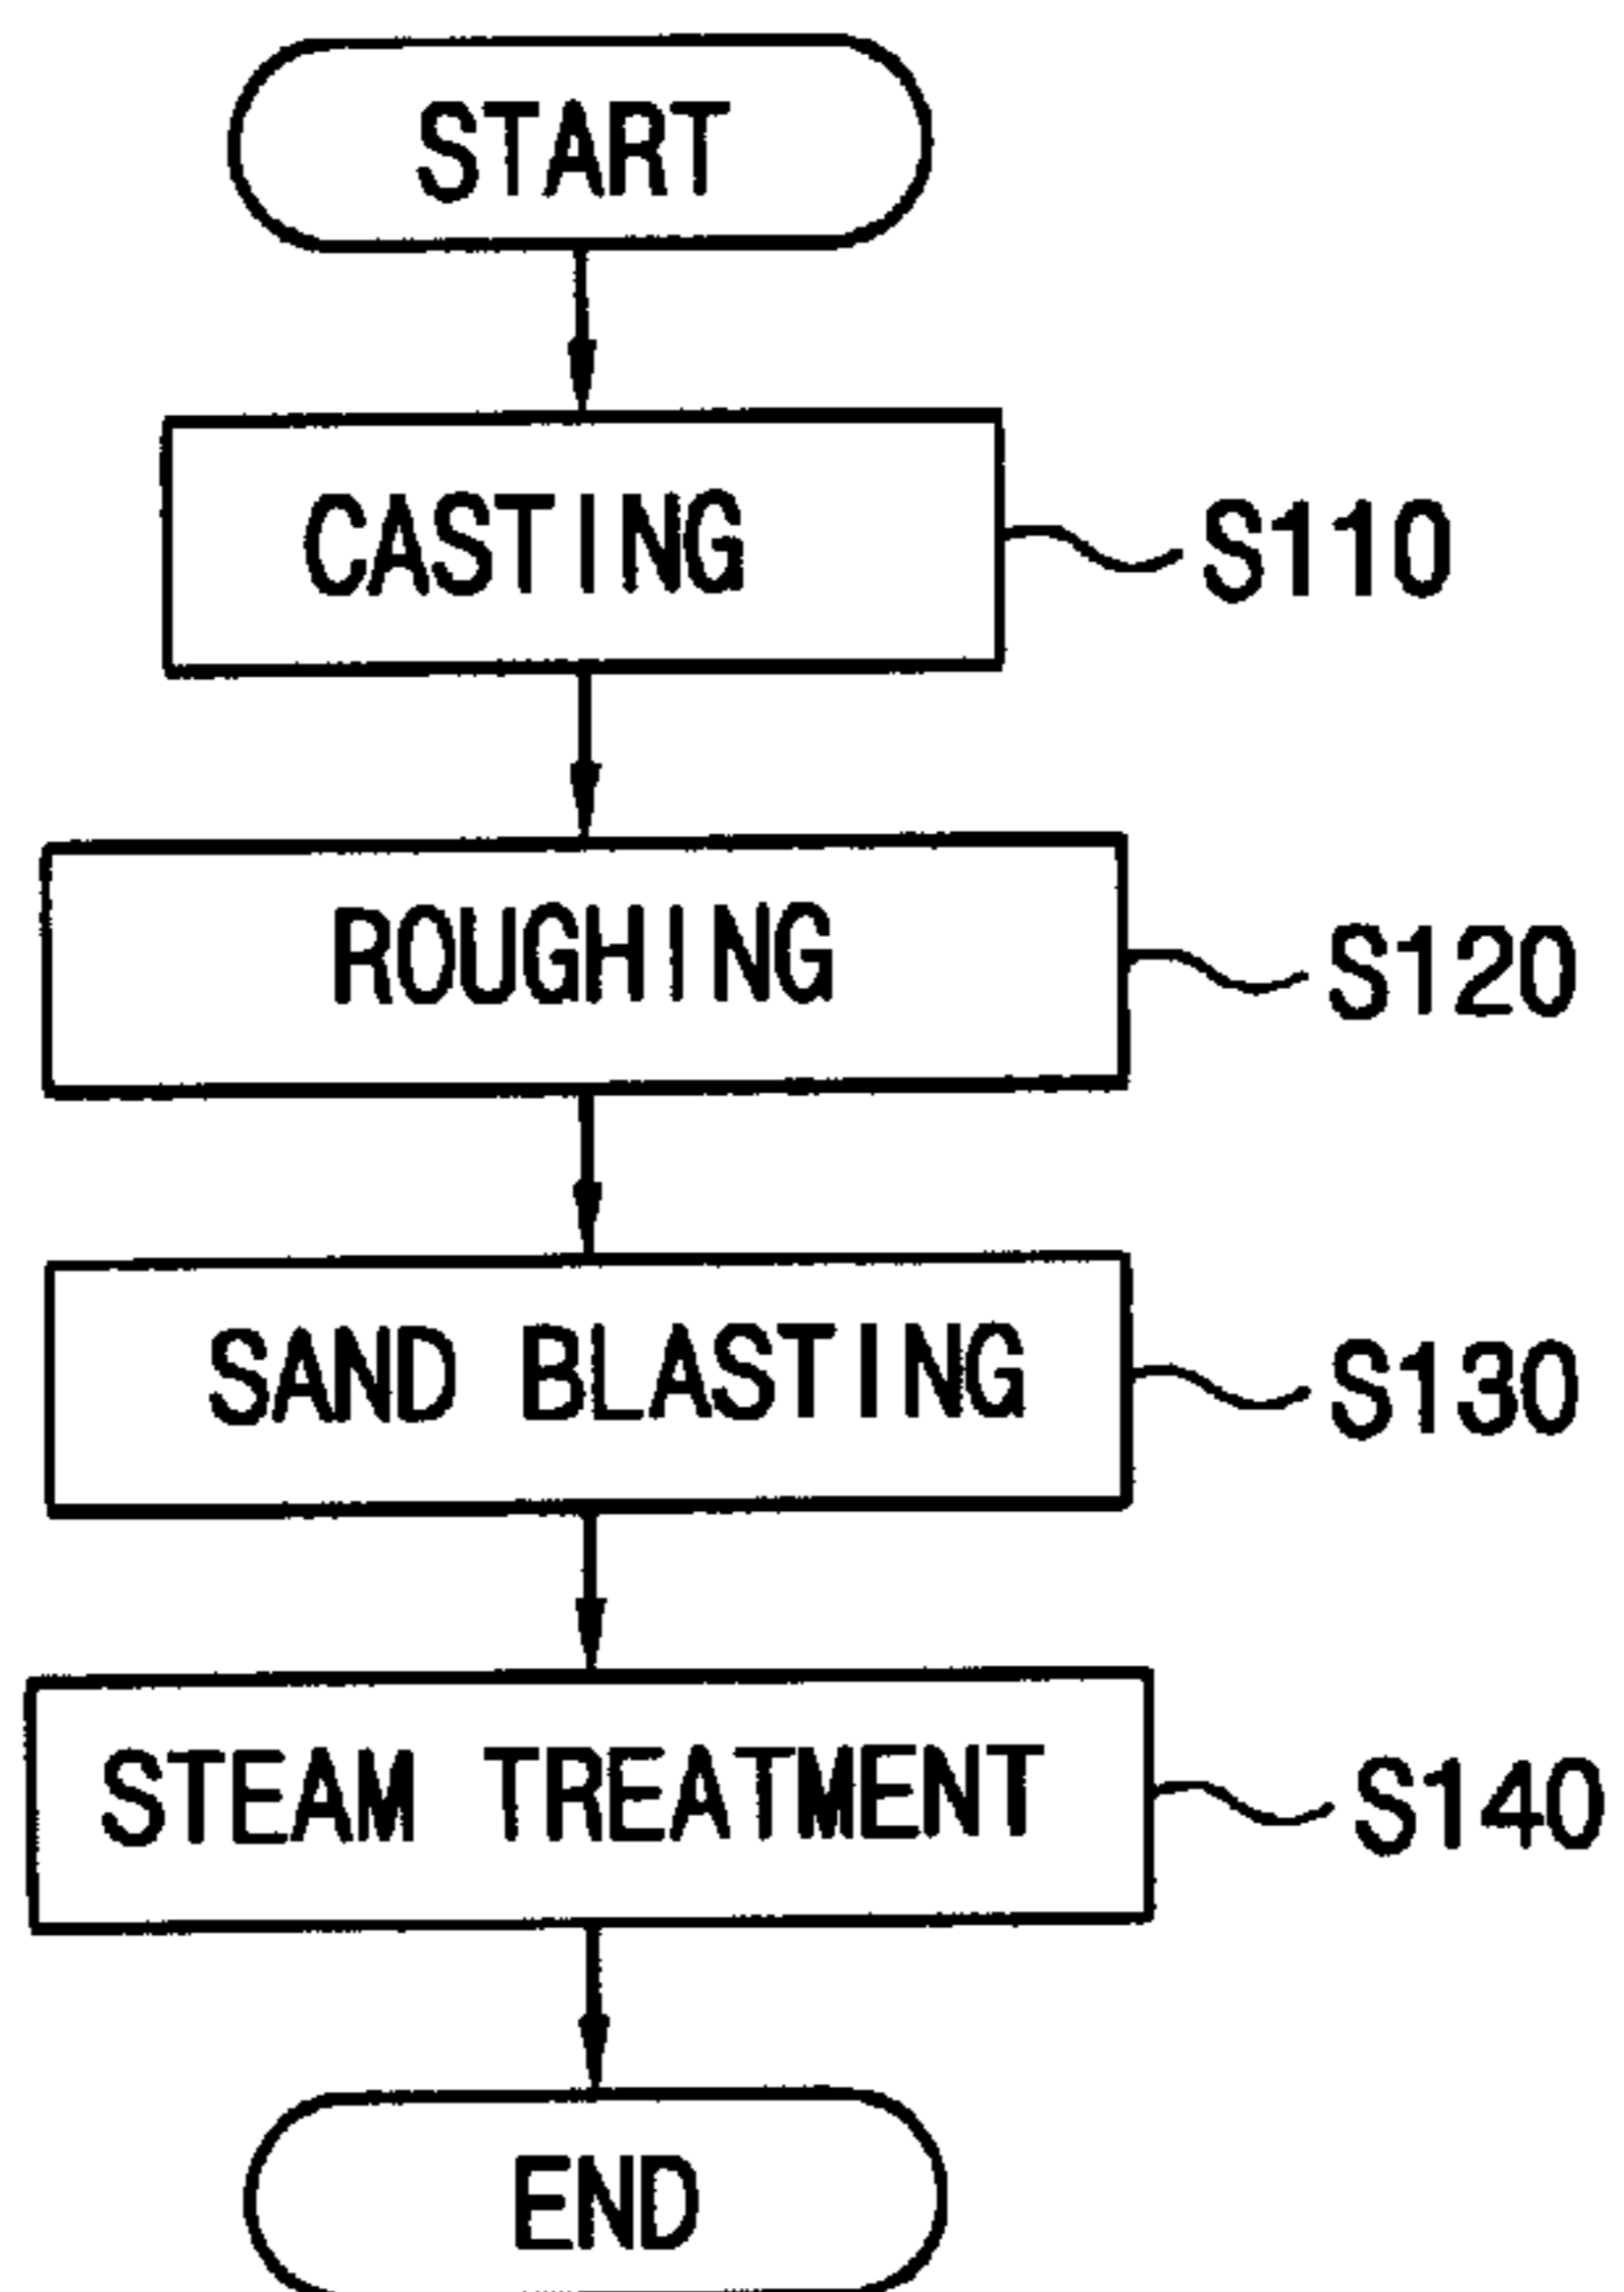 START
CASTING
S110
ROUGHING
S120
SAND BLASTING
S130
STEAM TREATMENT
S140
END